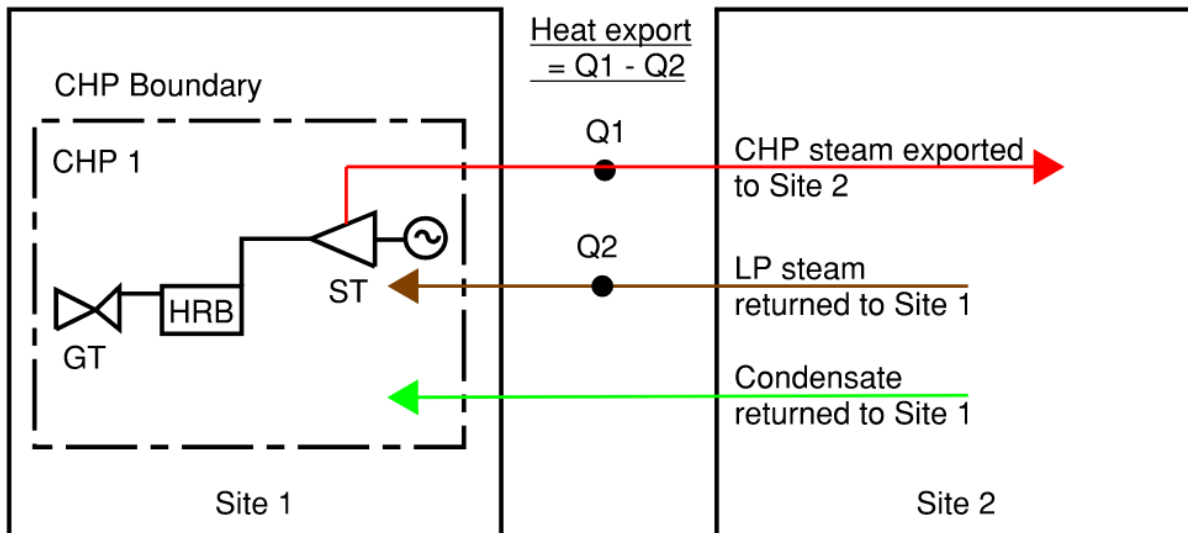 Heat export
= Q1 - Q2
CHP Boundary
CHP 1
Q1
CHP steam exported
to Site 2
Q2
LP steam
returned to Site 1
ST
HRB
GT
Condensate
returned to Site 1
Site 1
Site 2